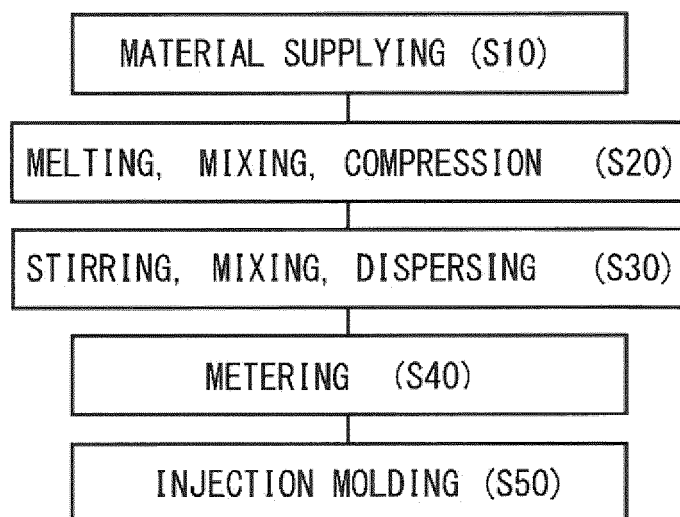 MATERIAL SUPPLYING (S10)
MELTING, MIXING, COMPRESSION (S20)
STIRRING, MIXING, DISPERSING (S30)
METERING (S40)
INJECTION MOLDING (S50)